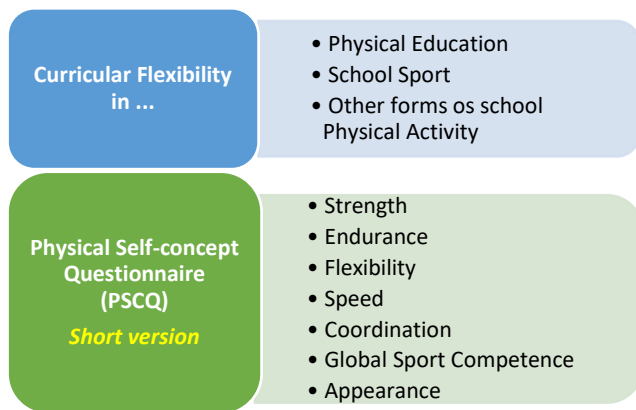 Curricular Flexibility
in ...
• Physical Education
• School Sport
• Other forms os school
Physical Activity
Physical Self-concept
Questionnaire
(PSCQ)
Short version
• Strength
• Endurance
• Flexibility
• Speed
• Coordination
• Global Sport Competence
• Appearance